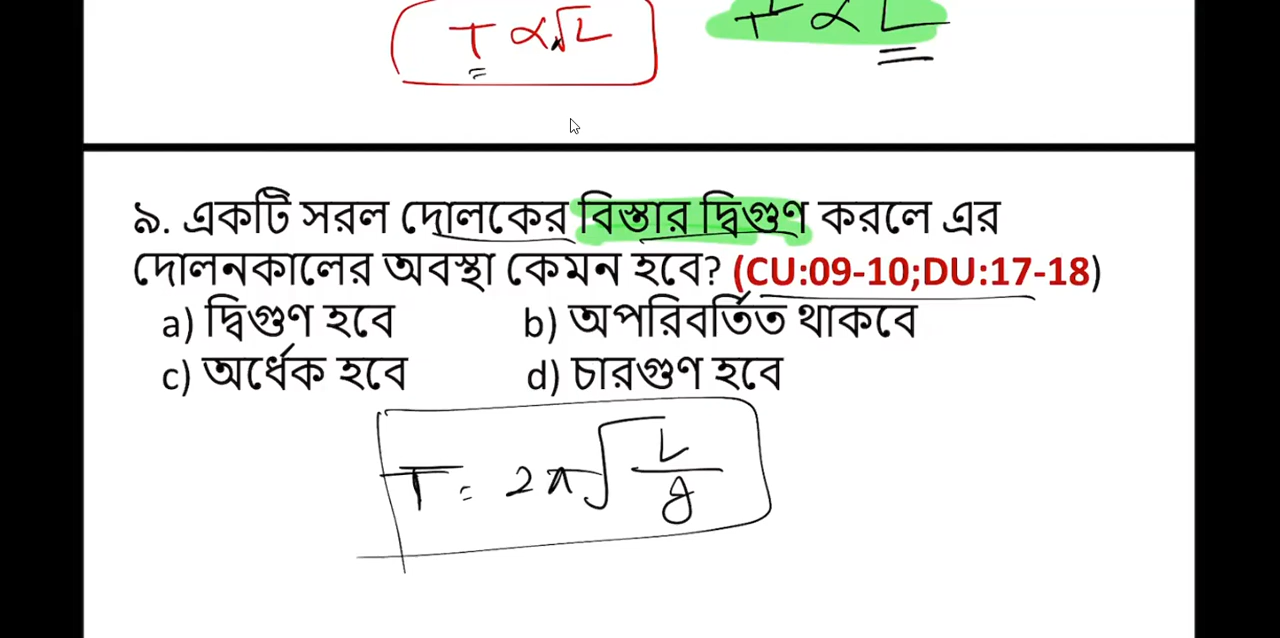 T ∝ √L T² ∝ L
৯. একটি সরল দোলকের বিস্তার দ্বিগুণ করলে এর
দোলনকালের অবস্থা কেমন হবে? (CU:09-10;DU:17-18)
a) দ্বিগুণ হবে b) অপরিবর্তিত থাকবে
c) অর্ধেক হবে d) চারগুণ হবে
T = 2π√(L/g)